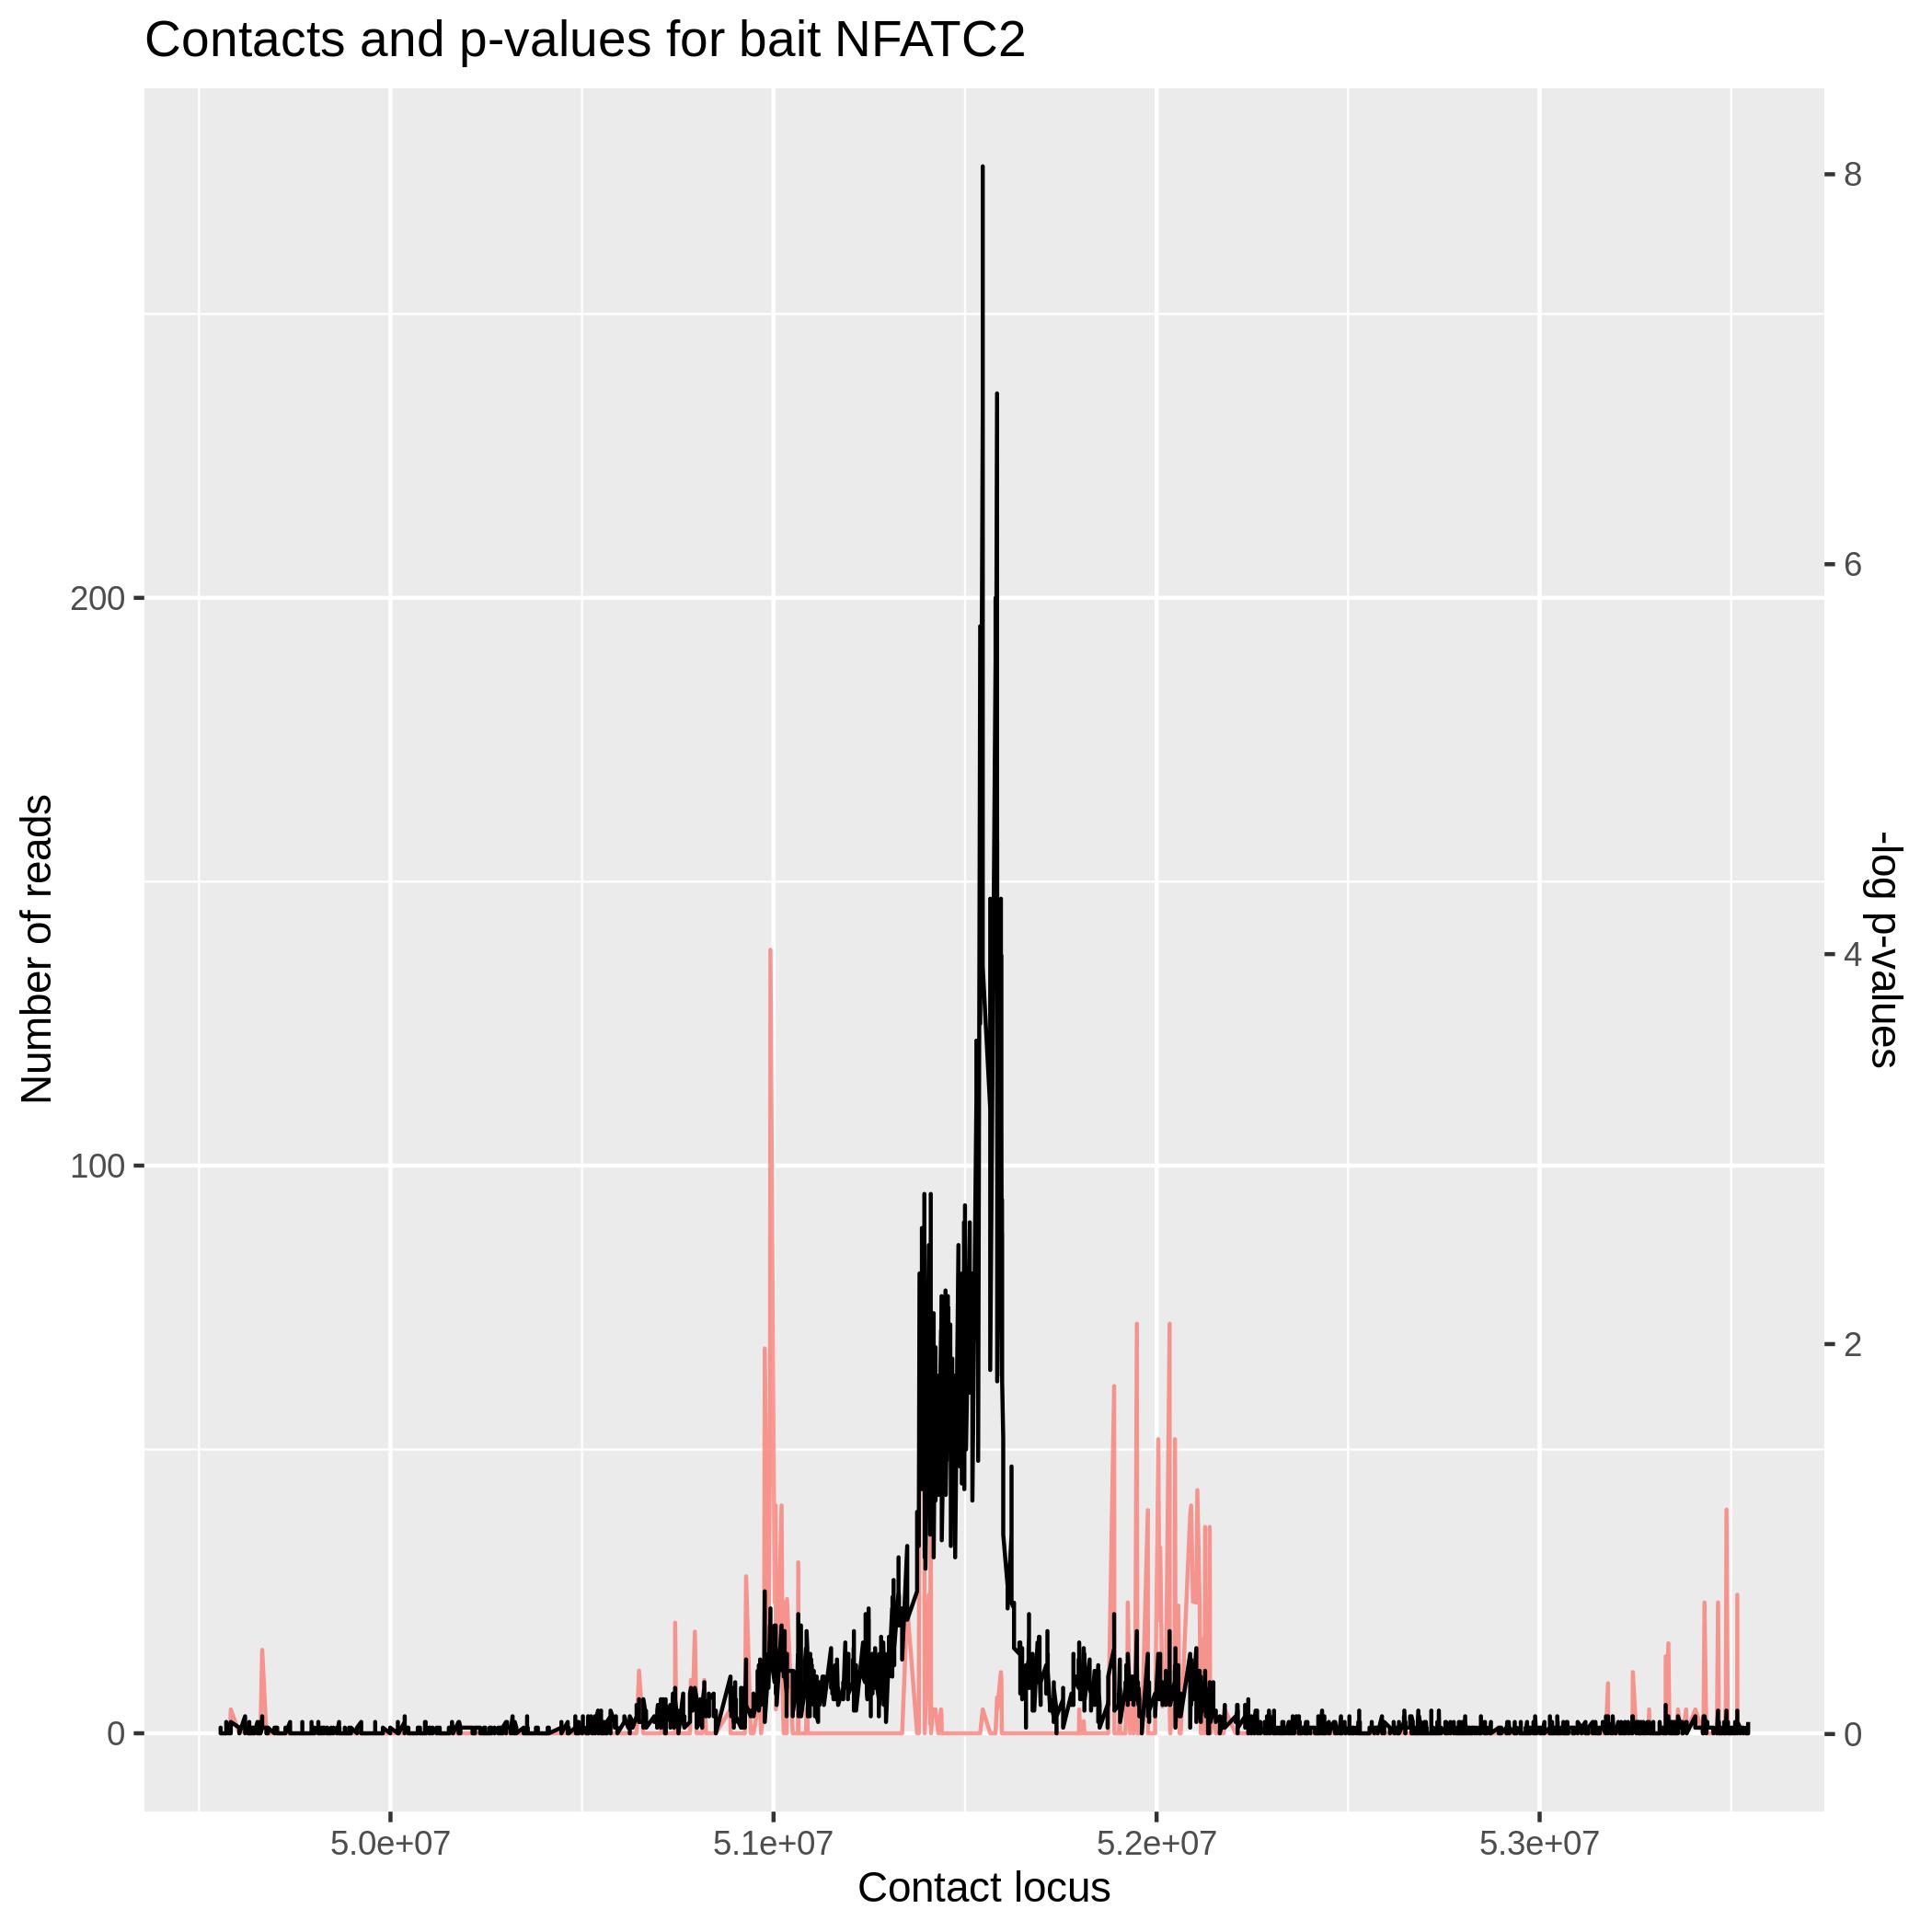 Contacts and p-values for bait NFATC2
Number of reads
200
100
0
8
6
4
2
0
-log p-values
5.0e+07
5.1e+07
5.2e+07
5.3e+07
Contact locus